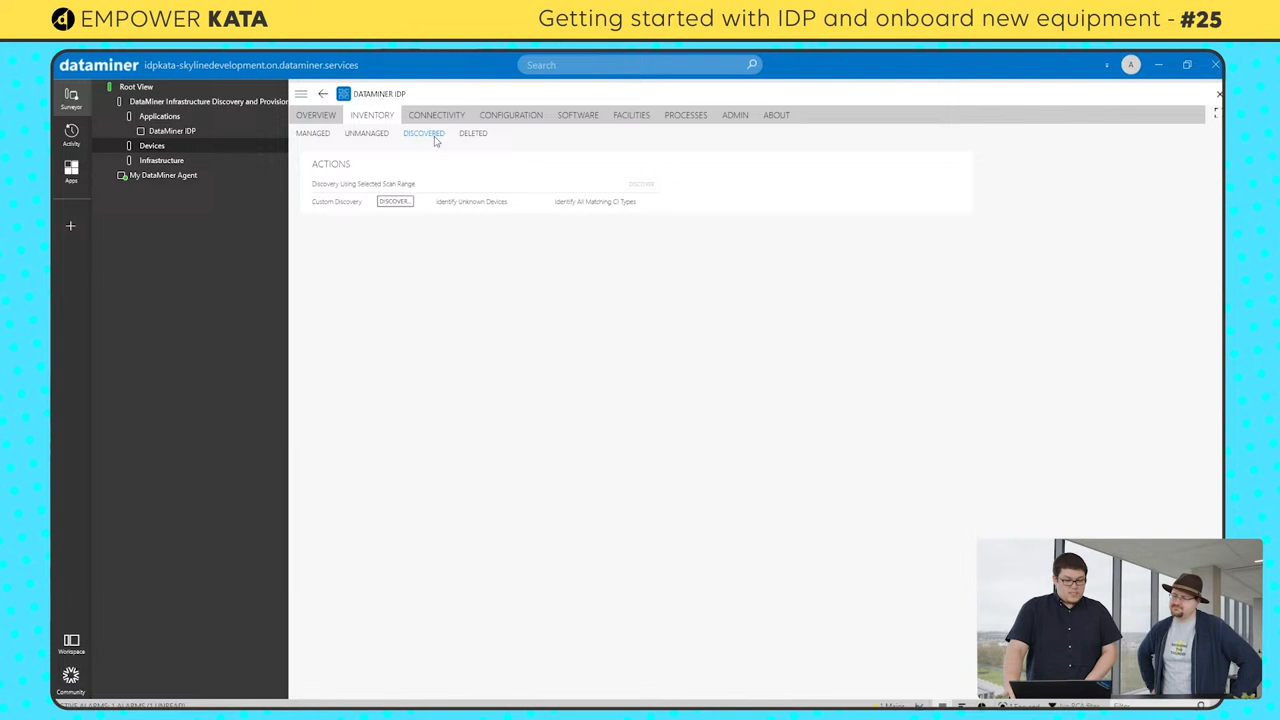 EMPOWER KATA
Getting started with IDP and onboard new equipment - #25
dataminer
idpkata-skylinedevelopment.on.dataminer.services
Search
A
Surveyor
Activity
Apps
Workspace
Community
Root View
DataMiner Infrastructure Discovery and Provision
Applications
DataMiner IDP
Devices
Infrastructure
My DataMiner Agent
DATAMINER IDP
OVERVIEW INVENTORY CONNECTIVITY CONFIGURATION SOFTWARE FACILITIES PROCESSES ADMIN ABOUT
MANAGED UNMANAGED DISCOVERED DELETED
ACTIONS
Discovery Using Selected Scan Range DISCOVER
Custom Discovery DISCOVER... Identify Unknown Devices Identify All Matching CI Types